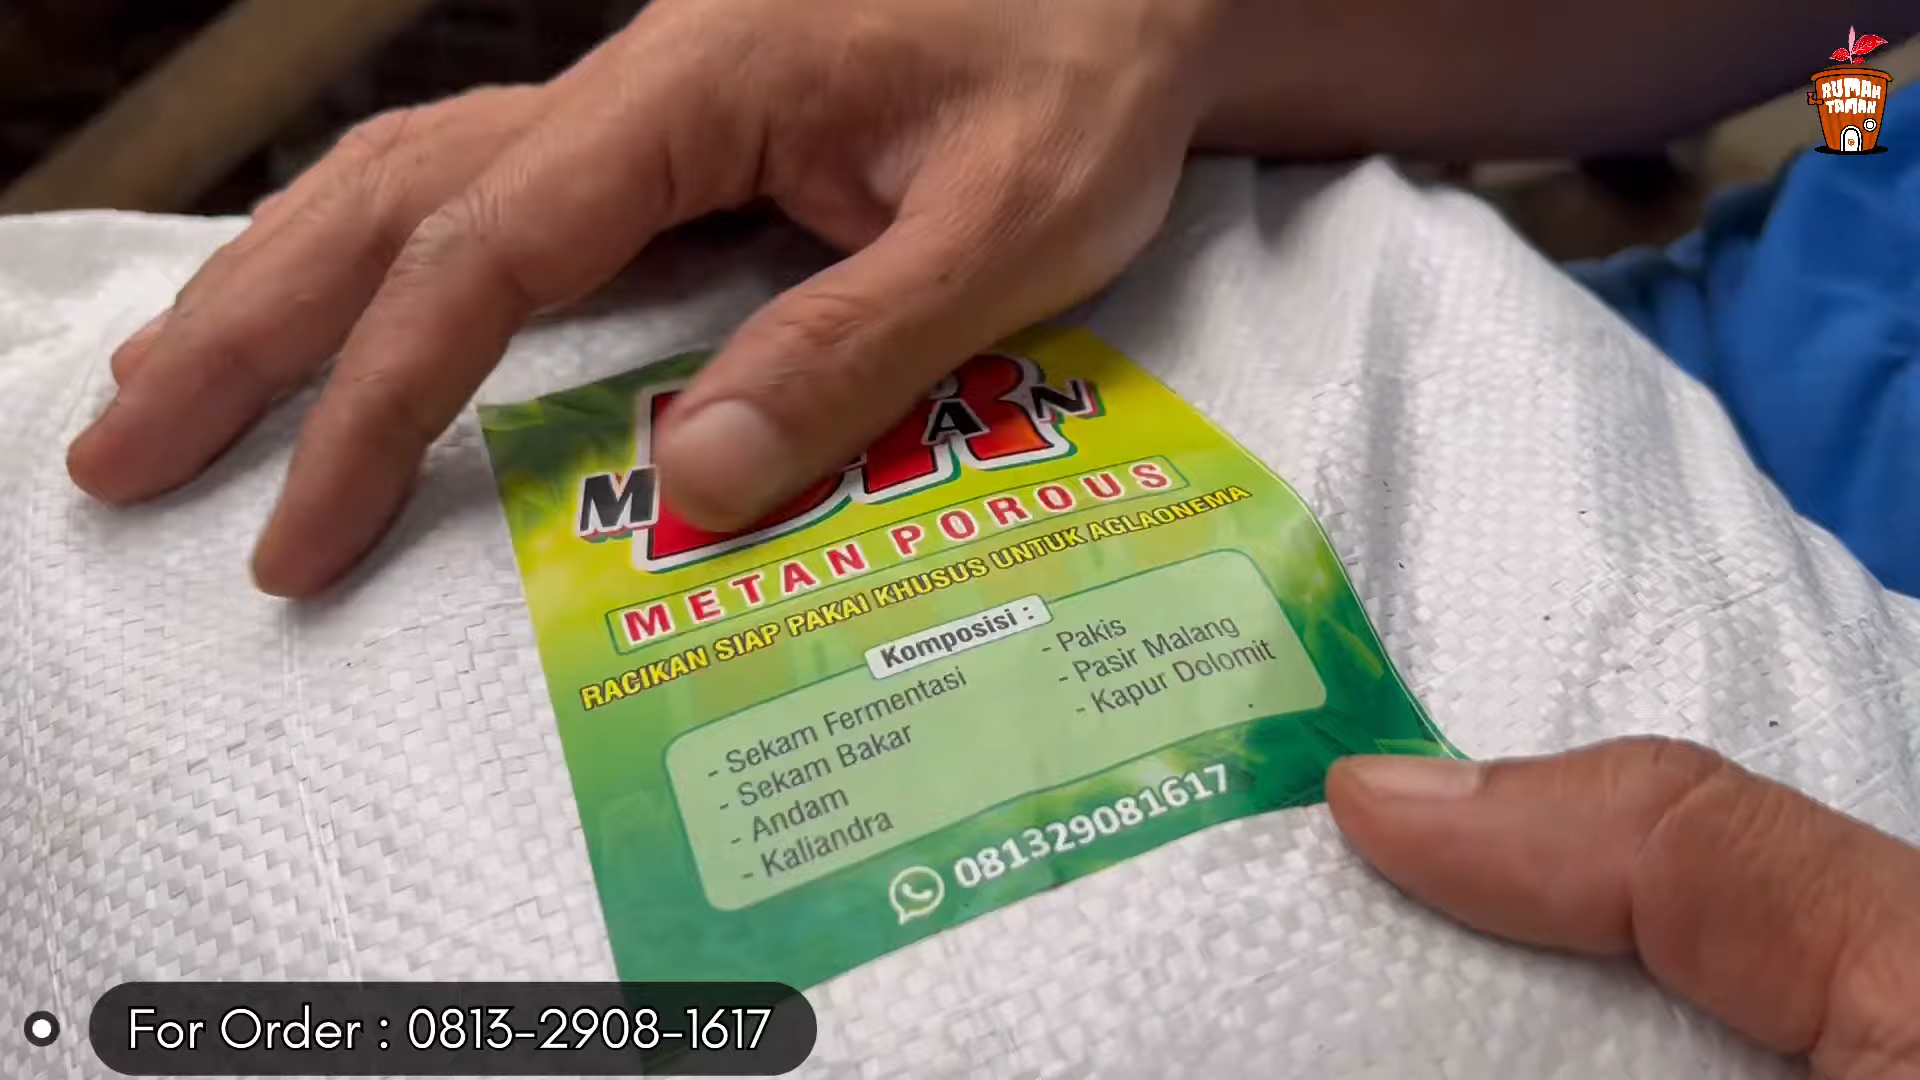 RUMAH
TAMAN
METAN POROUS
RACIKAN SIAP PAKAI KHUSUS UNTUK AGLAONEMA
Komposisi :
- Sekam Fermentasi
- Sekam Bakar
- Andam
- Kaliandra
- Pakis
- Pasir Malang
- Kapur Dolomit
081329081617
For Order : 0813-2908-1617